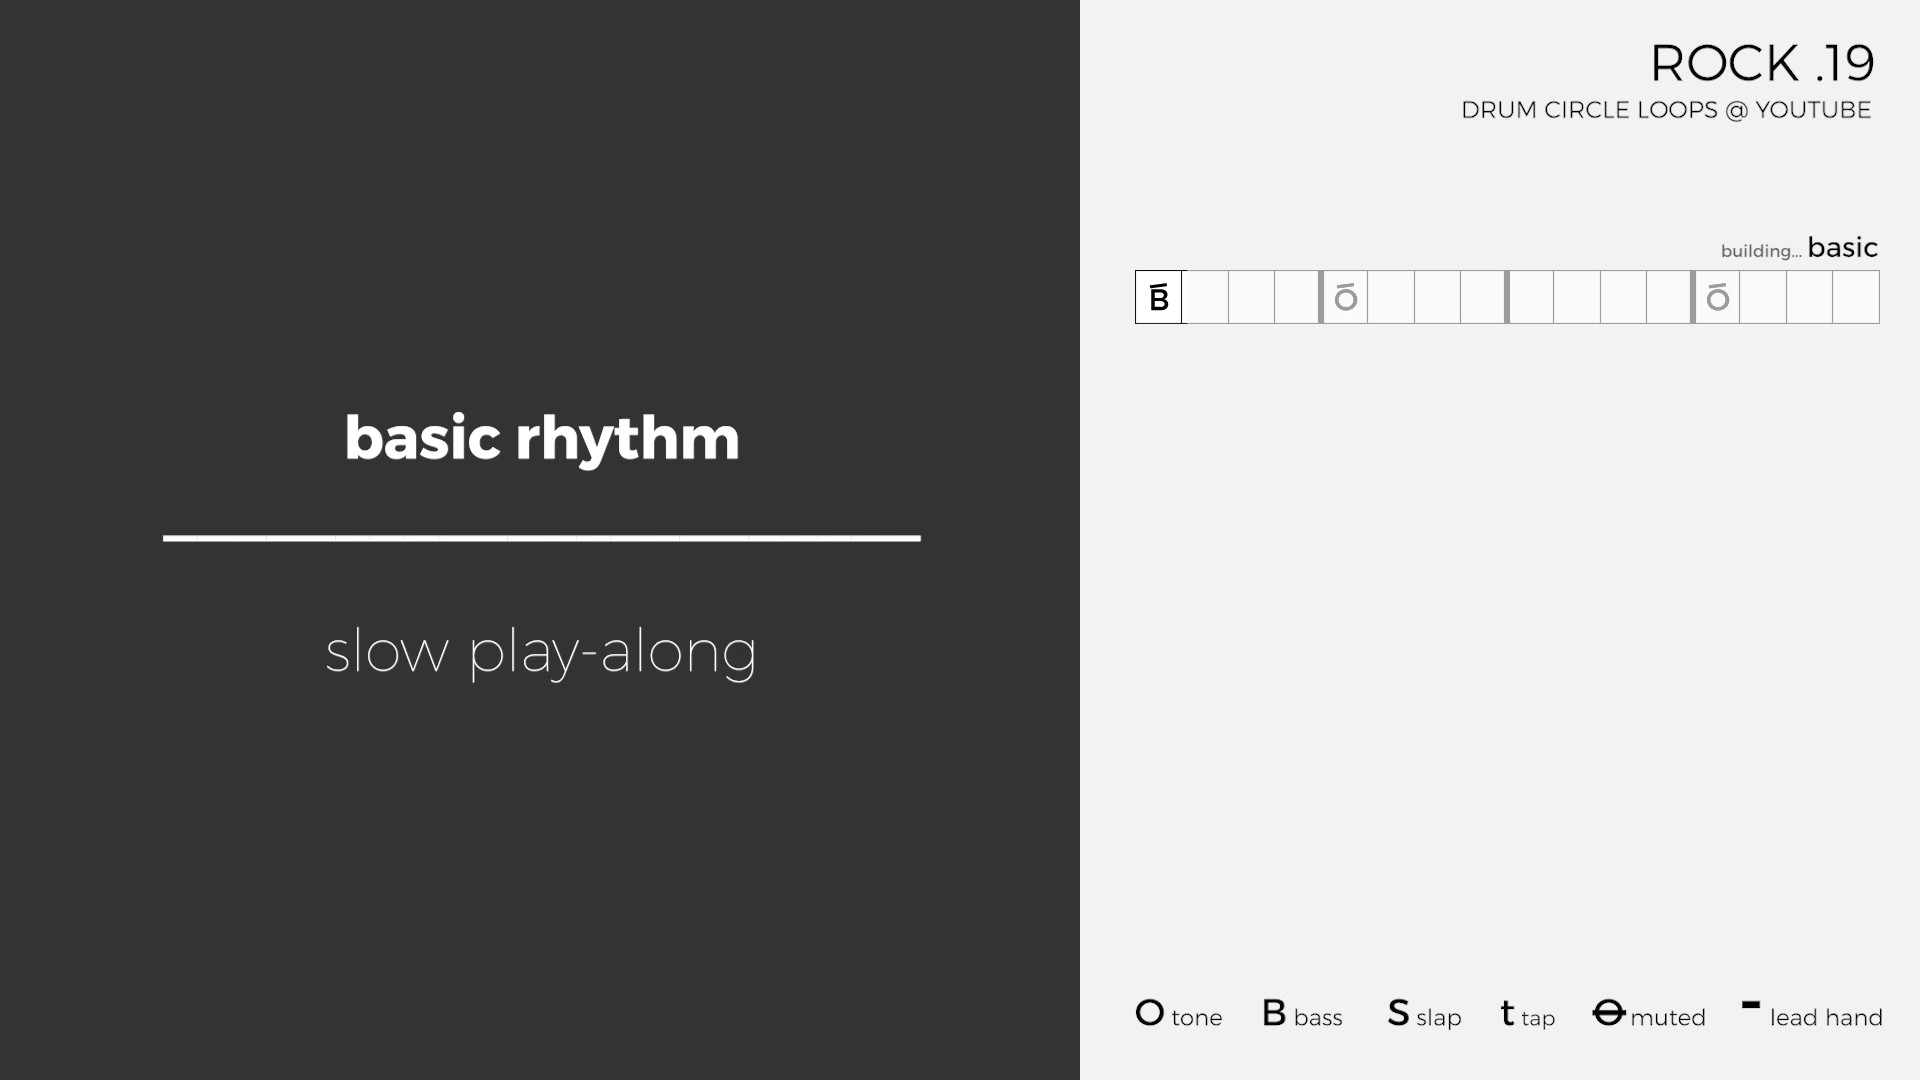 basic rhythm
slow play-along
ROCK .19
DRUM CIRCLE LOOPS @ YOUTUBE
building... basic
B̄ Ō Ō
O tone B bass S slap t tap O̶ muted - lead hand